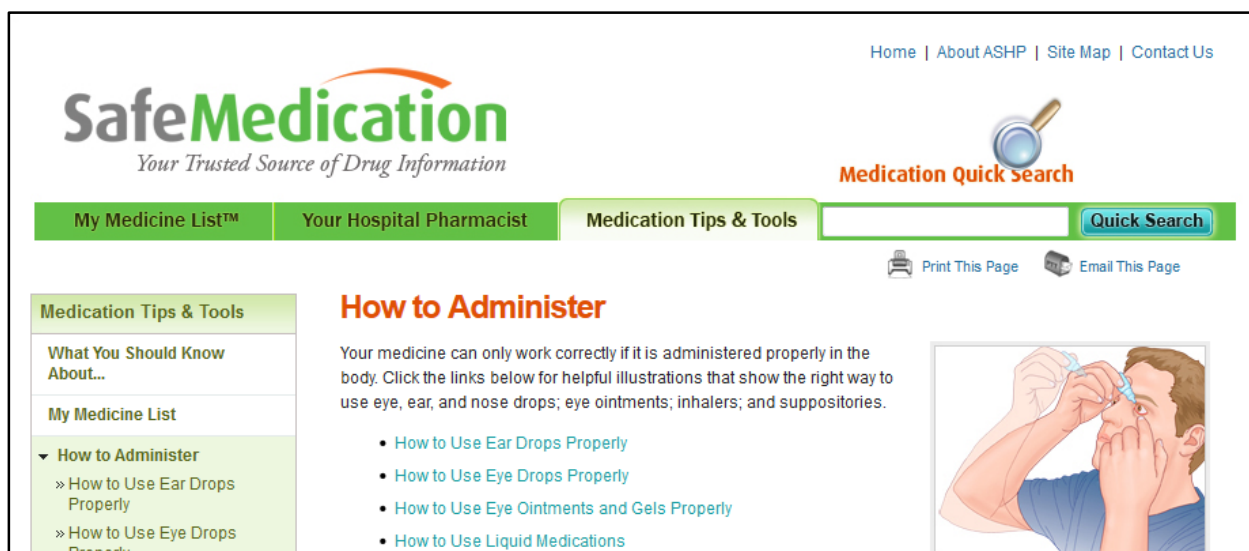 Home | About ASHP | Site Map | Contact Us
SafeMedication
Your Trusted Source of Drug Information
Medication Quick Search
My Medicine List™
Your Hospital Pharmacist
Medication Tips & Tools
Quick Search
Print This Page
Email This Page
Medication Tips & Tools
What You Should Know
About...
My Medicine List
How to Administer
» How to Use Ear Drops
Properly
» How to Use Eye Drops
Properly
How to Administer
Your medicine can only work correctly if it is administered properly in the
body. Click the links below for helpful illustrations that show the right way to
use eye, ear, and nose drops; eye ointments; inhalers; and suppositories.
• How to Use Ear Drops Properly
• How to Use Eye Drops Properly
• How to Use Eye Ointments and Gels Properly
• How to Use Liquid Medications